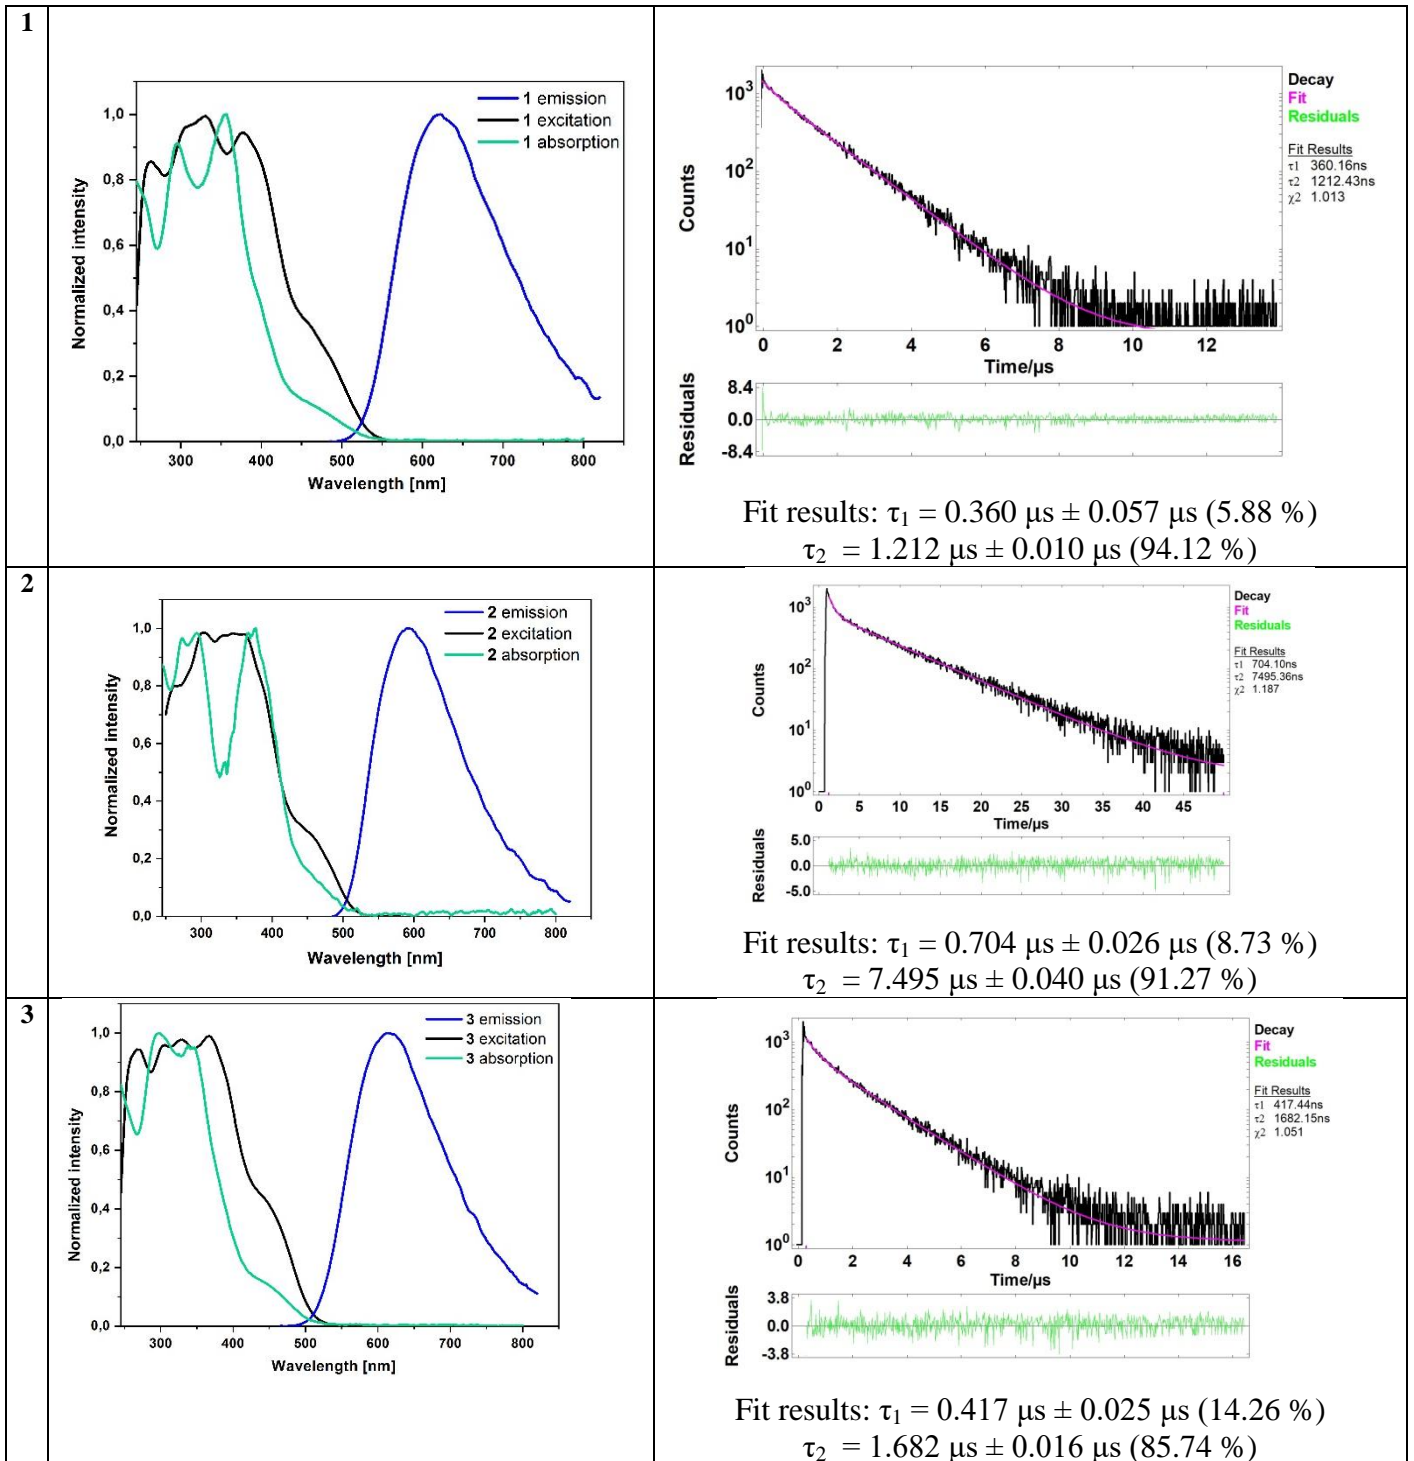 1
1 emission
1 excitation
1 absorption
Normalized intensity
1,0
0,8
0,6
0,4
0,2
0,0
300 400 500 600 700 800
Wavelength [nm]
Decay
Fit
Residuals
Fit Results
τ1 360.16ns
τ2 1212.43ns
χ2 1.013
Counts
10³
10²
10¹
10⁰
0 2 4 6 8 10 12
Time/µs
Residuals
8.4
0.0
-8.4
Fit results: τ₁ = 0.360 µs ± 0.057 µs (5.88 %)
τ₂ = 1.212 µs ± 0.010 µs (94.12 %)
2
2 emission
2 excitation
2 absorption
Normalized intensity
1,0
0,8
0,6
0,4
0,2
0,0
300 400 500 600 700 800
Wavelength [nm]
Decay
Fit
Residuals
Fit Results
τ1 704.10ns
τ2 7495.36ns
χ2 1.187
Counts
10³
10²
10¹
10⁰
0 5 10 15 20 25 30 35 40 45
Time/µs
Residuals
5.0
0.0
-5.0
Fit results: τ₁ = 0.704 µs ± 0.026 µs (8.73 %)
τ₂ = 7.495 µs ± 0.040 µs (91.27 %)
3
3 emission
3 excitation
3 absorption
Normalized intensity
1,0
0,8
0,6
0,4
0,2
0,0
300 400 500 600 700 800
Wavelength [nm]
Decay
Fit
Residuals
Fit Results
τ1 417.44ns
τ2 1682.15ns
χ2 1.051
Counts
10³
10²
10¹
10⁰
0 2 4 6 8 10 12 14 16
Time/µs
Residuals
3.8
0.0
-3.8
Fit results: τ₁ = 0.417 µs ± 0.025 µs (14.26 %)
τ₂ = 1.682 µs ± 0.016 µs (85.74 %)